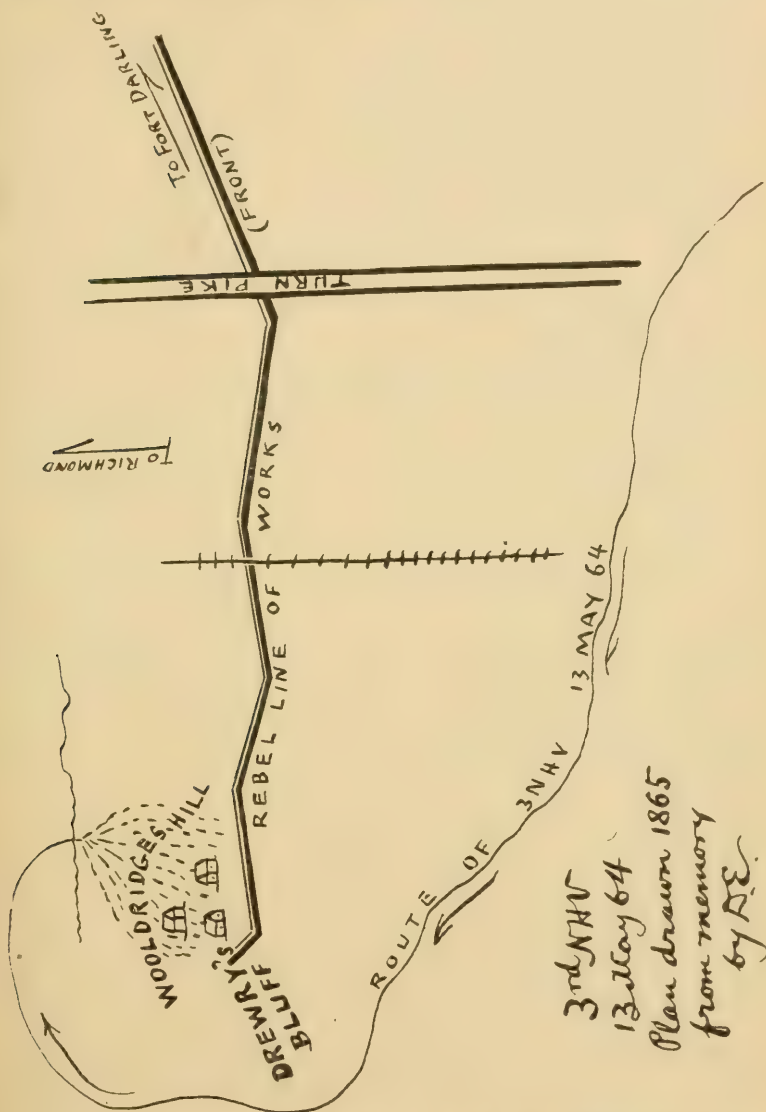 TO FORT DARLING
(FRONT)
TURN PIKE
TO RICHMOND
REBEL LINE OF WORKS
WOOLDRIDGES HILL
DREWRY'S
BLUFF
ROUTE OF 3NHV 13 MAY 64
3rd NHV
13 May 64
Plan drawn 1865
from memory
by D.E.